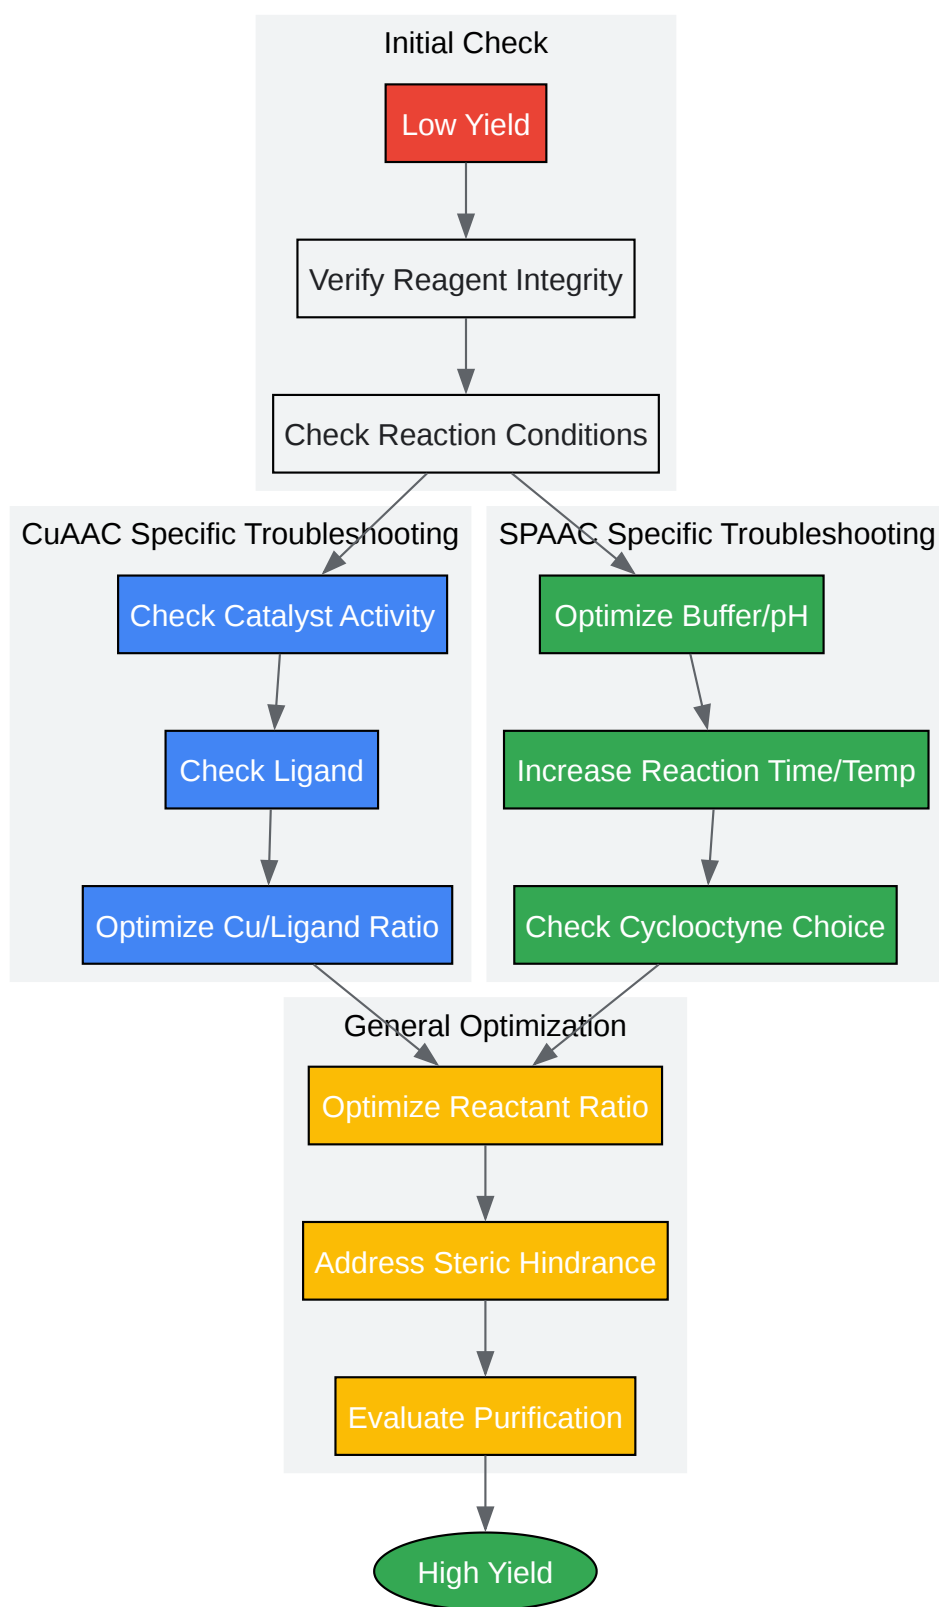 Initial Check
Low Yield
Verify Reagent Integrity
Check Reaction Conditions
CuAAC Specific Troubleshooting
Check Catalyst Activity
Check Ligand
Optimize Cu/Ligand Ratio
SPAAC Specific Troubleshooting
Optimize Buffer/pH
Increase Reaction Time/Temp
Check Cyclooctyne Choice
General Optimization
Optimize Reactant Ratio
Address Steric Hindrance
Evaluate Purification
High Yield